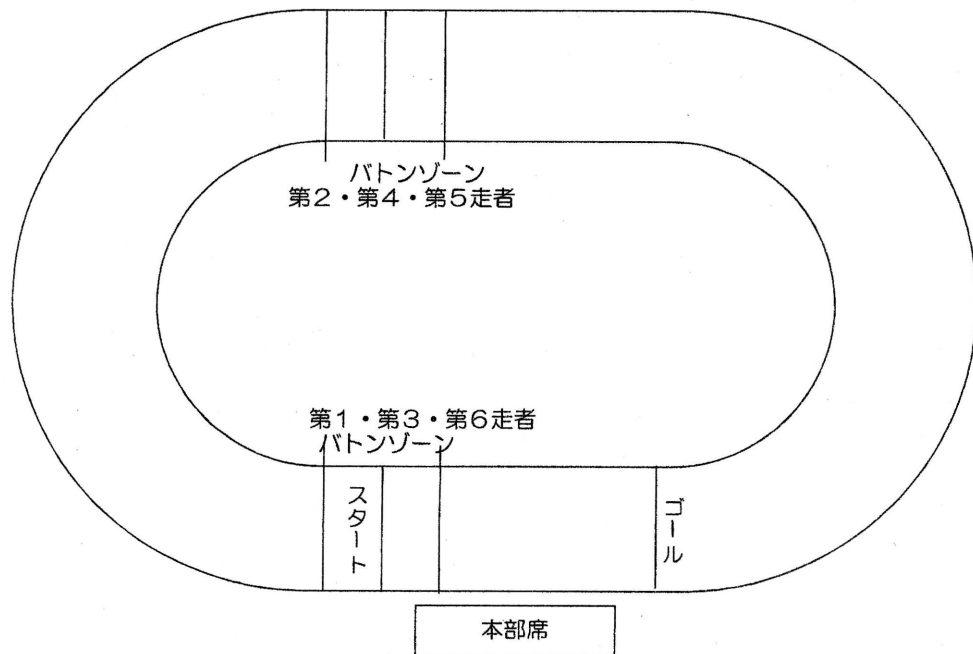 バトンゾーン
第2・第4・第5走者
第1・第3・第6走者
バトンゾーン
スタート
ゴール
本部席